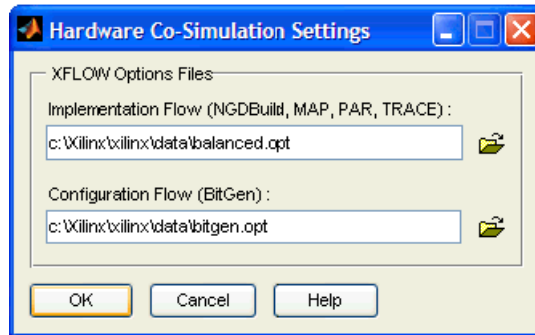 Hardware Co-Simulation Settings
XFLOW Options Files
Implementation Flow (NGDBuild, MAP, PAR, TRACE) :
c:\Xilinx\xilinx\data\balanced.opt
Configuration Flow (BitGen) :
c:\Xilinx\xilinx\data\bitgen.opt
OK Cancel Help